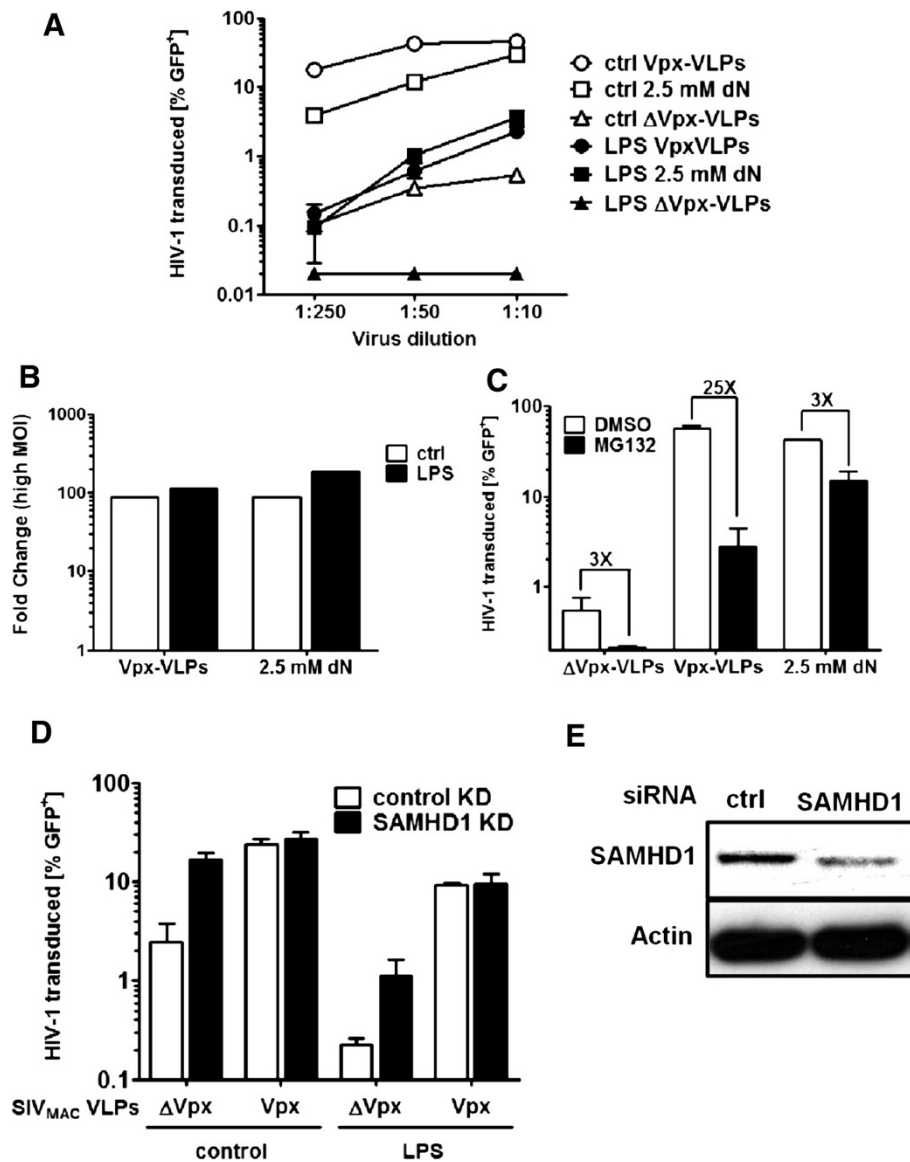 A
HIV-1 transduced [% GFP+]
100
10
1
0.1
0.01
1:250 1:50 1:10
Virus dilution
ctrl Vpx-VLPs
ctrl 2.5 mM dN
ctrl ΔVpx-VLPs
LPS VpxVLPs
LPS 2.5 mM dN
LPS ΔVpx-VLPs
B
Fold Change (high MOI)
1000
100
10
1
Vpx-VLPs 2.5 mM dN
ctrl
LPS
C
HIV-1 transduced [% GFP+]
100
10
1
DMSO
MG132
3X
25X
3X
ΔVpx-VLPs Vpx-VLPs 2.5 mM dN
D
HIV-1 transduced [% GFP+]
100
10
1
0.1
control KD
SAMHD1 KD
SIVMAC VLPs ΔVpx Vpx ΔVpx Vpx
control LPS
E
siRNA ctrl SAMHD1
SAMHD1
Actin